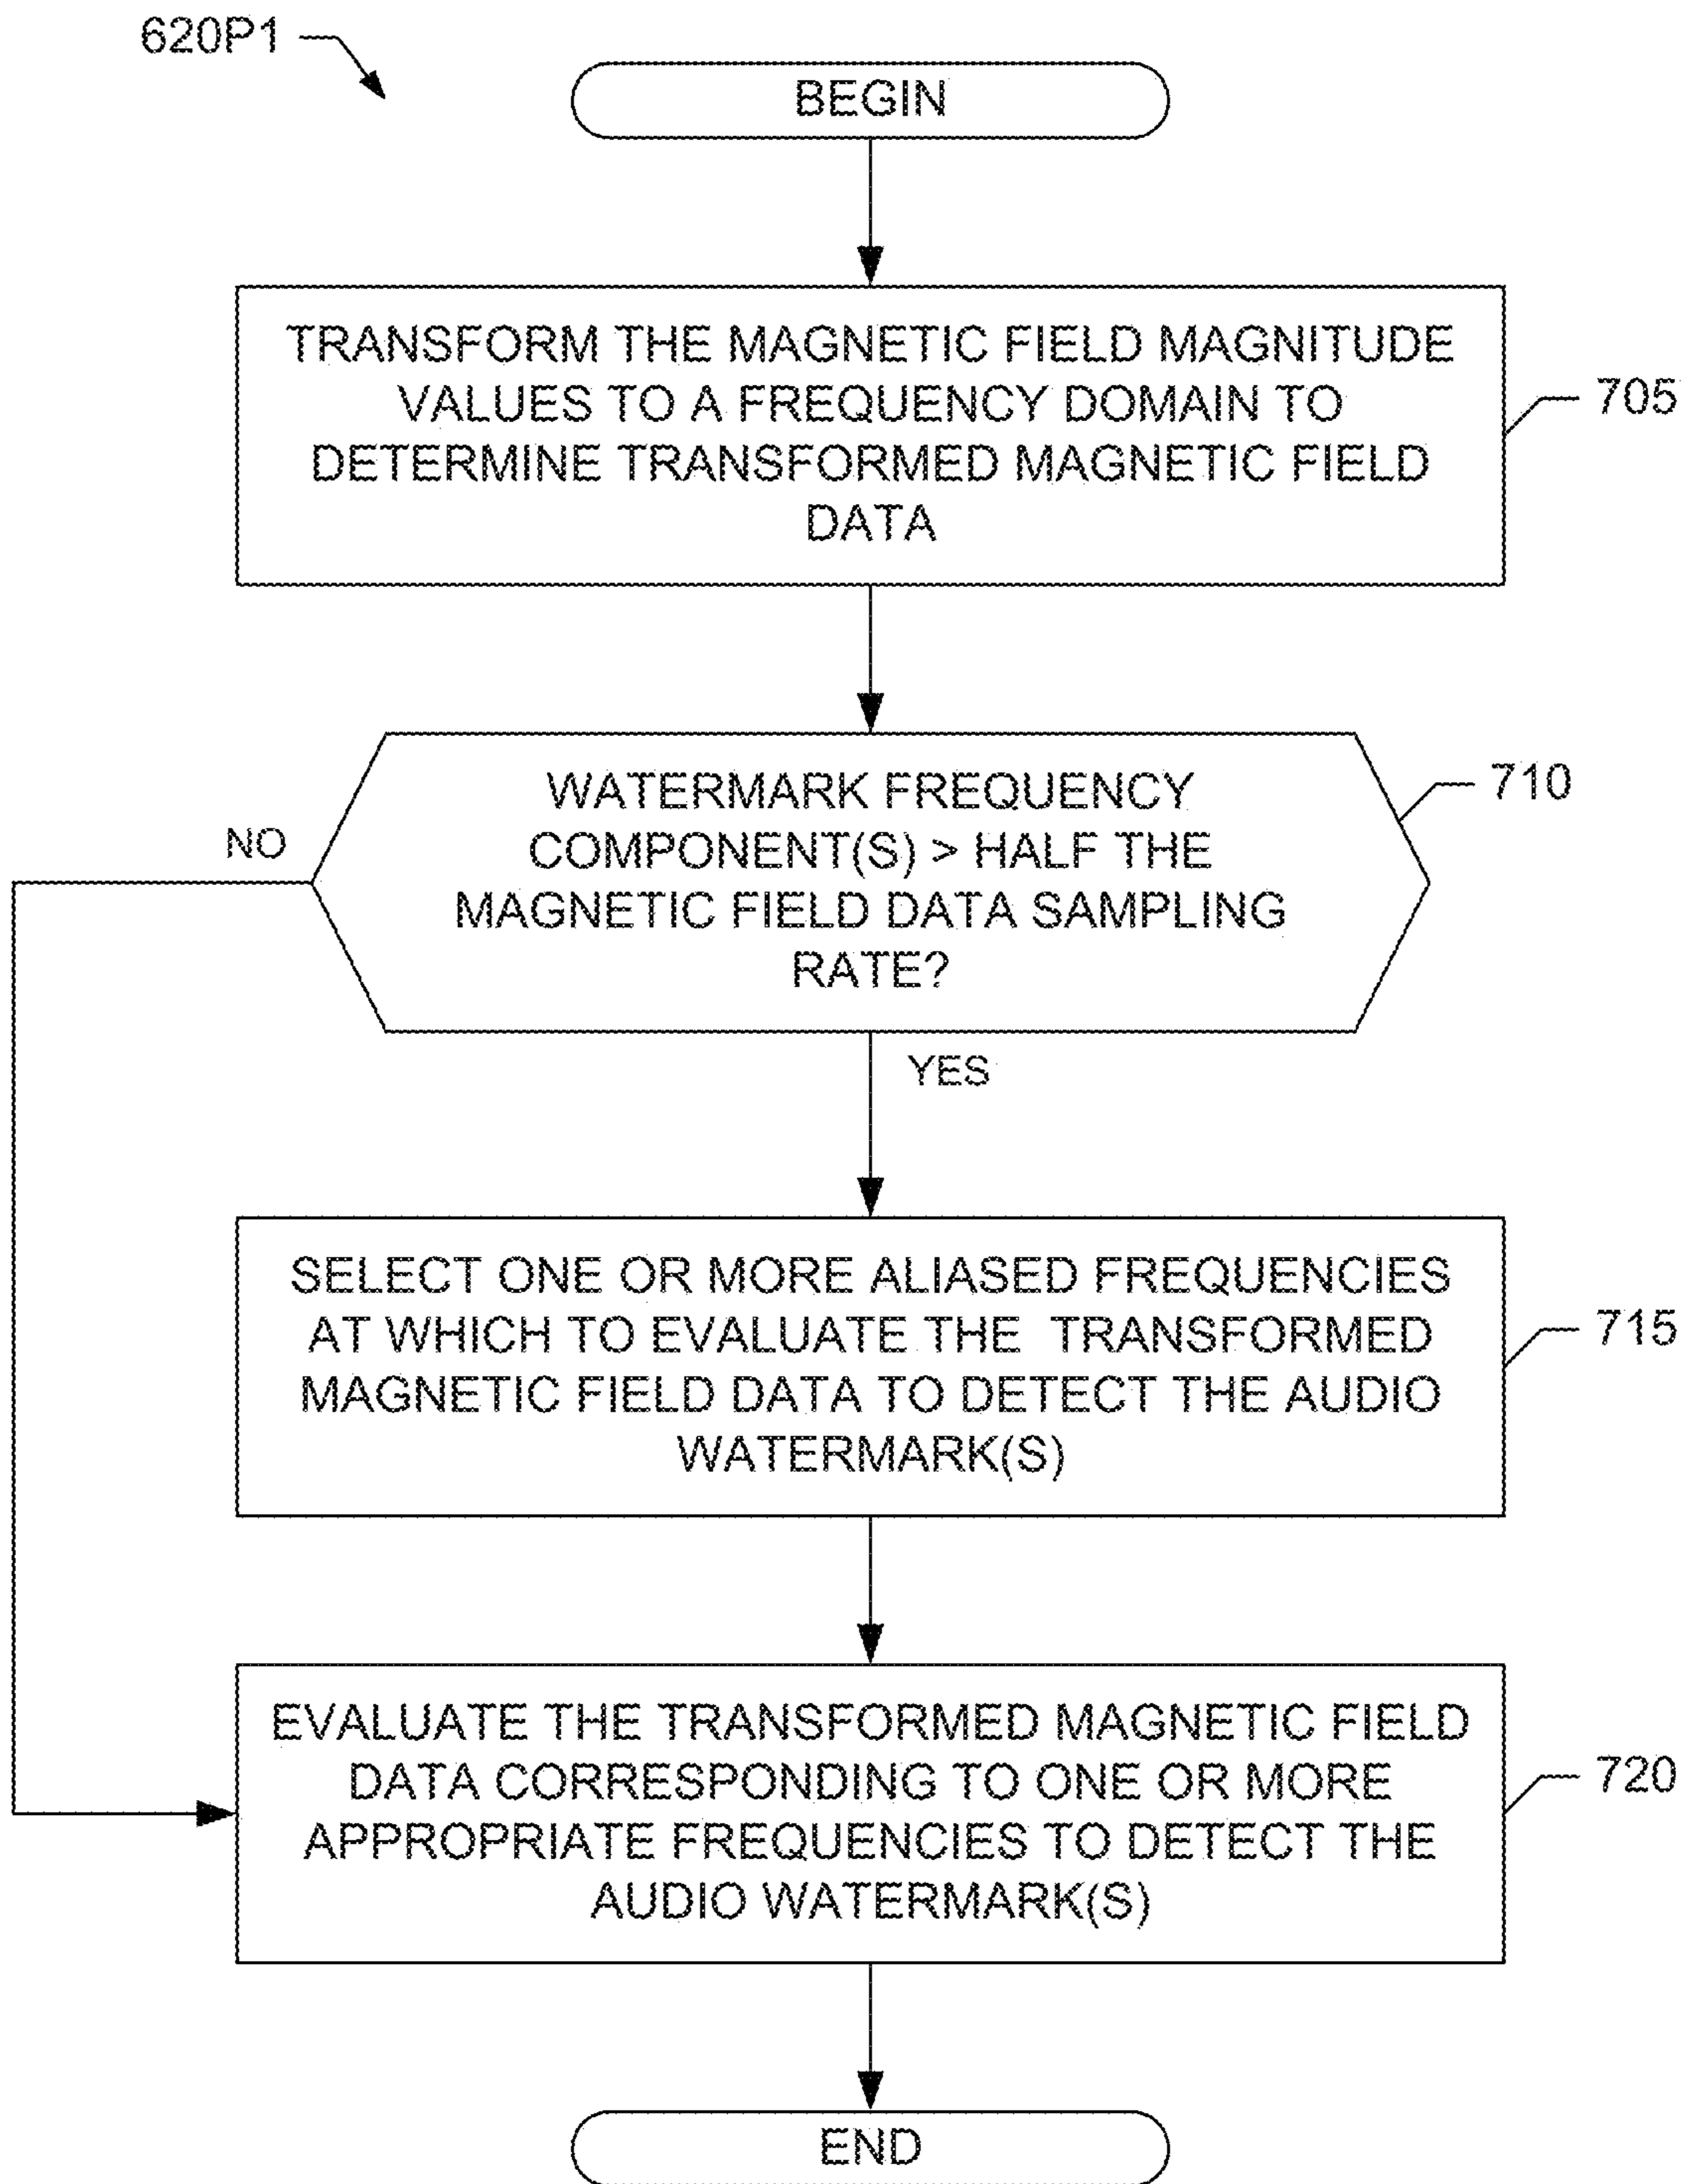 620P1
BEGIN
TRANSFORM THE MAGNETIC FIELD MAGNITUDE
VALUES TO A FREQUENCY DOMAIN TO
DETERMINE TRANSFORMED MAGNETIC FIELD
DATA
705
WATERMARK FREQUENCY
COMPONENT(S) > HALF THE
MAGNETIC FIELD DATA SAMPLING
RATE?
710
NO
YES
SELECT ONE OR MORE ALIASED FREQUENCIES
AT WHICH TO EVALUATE THE TRANSFORMED
MAGNETIC FIELD DATA TO DETECT THE AUDIO
WATERMARK(S)
715
EVALUATE THE TRANSFORMED MAGNETIC FIELD
DATA CORRESPONDING TO ONE OR MORE
APPROPRIATE FREQUENCIES TO DETECT THE
AUDIO WATERMARK(S)
720
END